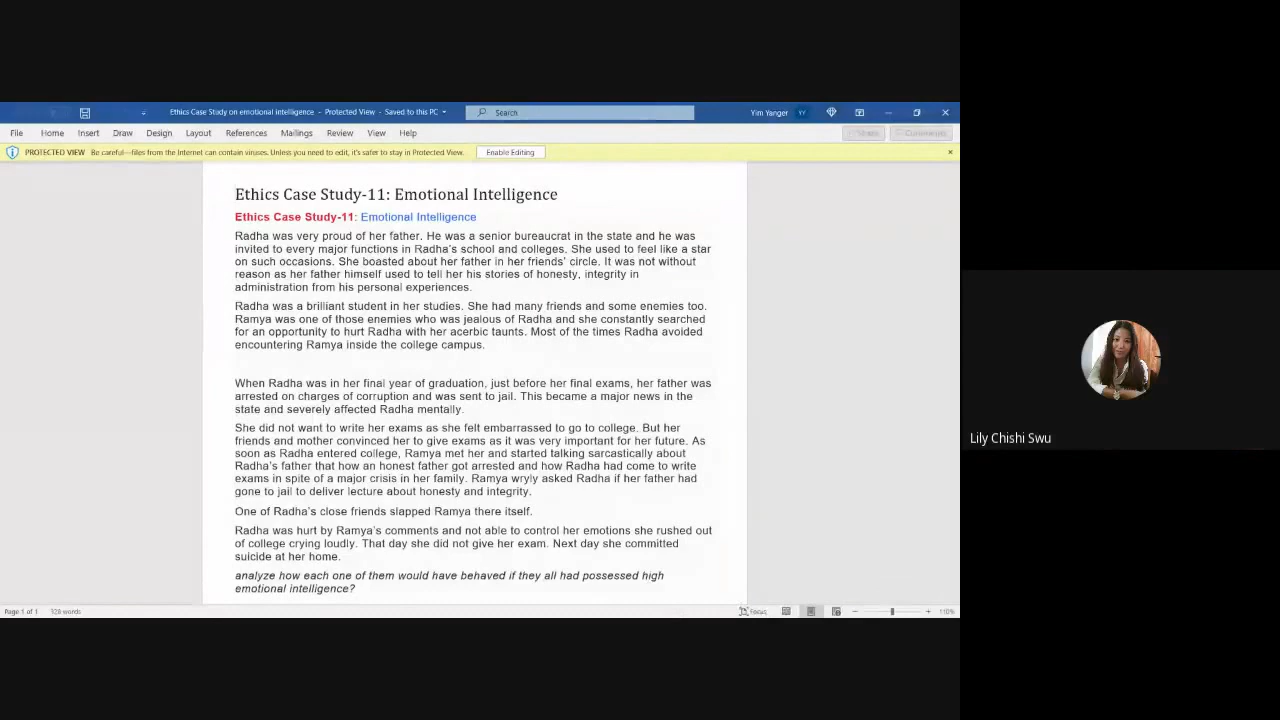 Ethics Case Study on emotional intelligence - Protected View - Saved to this PC
Search
Yim Yanger
YY
File Home Insert Draw Design Layout References Mailings Review View Help
Share Comments
PROTECTED VIEW Be careful—files from the Internet can contain viruses. Unless you need to edit, it's safer to stay in Protected View. Enable Editing
Ethics Case Study-11: Emotional Intelligence
Ethics Case Study-11: Emotional Intelligence
Radha was very proud of her father. He was a senior bureaucrat in the state and he was
invited to every major functions in Radha's school and colleges. She used to feel like a star
on such occasions. She boasted about her father in her friends' circle. It was not without
reason as her father himself used to tell her his stories of honesty, integrity in
administration from his personal experiences.
Radha was a brilliant student in her studies. She had many friends and some enemies too.
Ramya was one of those enemies who was jealous of Radha and she constantly searched
for an opportunity to hurt Radha with her acerbic taunts. Most of the times Radha avoided
encountering Ramya inside the college campus.
When Radha was in her final year of graduation, just before her final exams, her father was
arrested on charges of corruption and was sent to jail. This became a major news in the
state and severely affected Radha mentally.
She did not want to write her exams as she felt embarrassed to go to college. But her
friends and mother convinced her to give exams as it was very important for her future. As
soon as Radha entered college, Ramya met her and started talking sarcastically about
Radha's father that how an honest father got arrested and how Radha had come to write
exams in spite of a major crisis in her family. Ramya wryly asked Radha if her father had
gone to jail to deliver lecture about honesty and integrity.
One of Radha's close friends slapped Ramya there itself.
Radha was hurt by Ramya's comments and not able to control her emotions she rushed out
of college crying loudly. That day she did not give her exam. Next day she committed
suicide at her home.
analyze how each one of them would have behaved if they all had possessed high
emotional intelligence?
Page 1 of 1 328 words
Focus
110%
Lily Chishi Swu